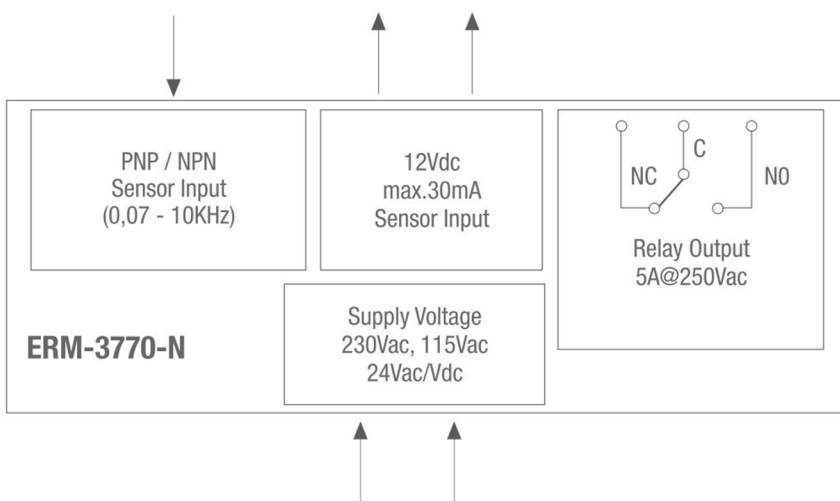 PNP / NPN
Sensor Input
(0,07 - 10KHz)
12Vdc
max.30mA
Sensor Input
NC
C
NO
Relay Output
5A@250Vac
ERM-3770-N
Supply Voltage
230Vac, 115Vac
24Vac/Vdc